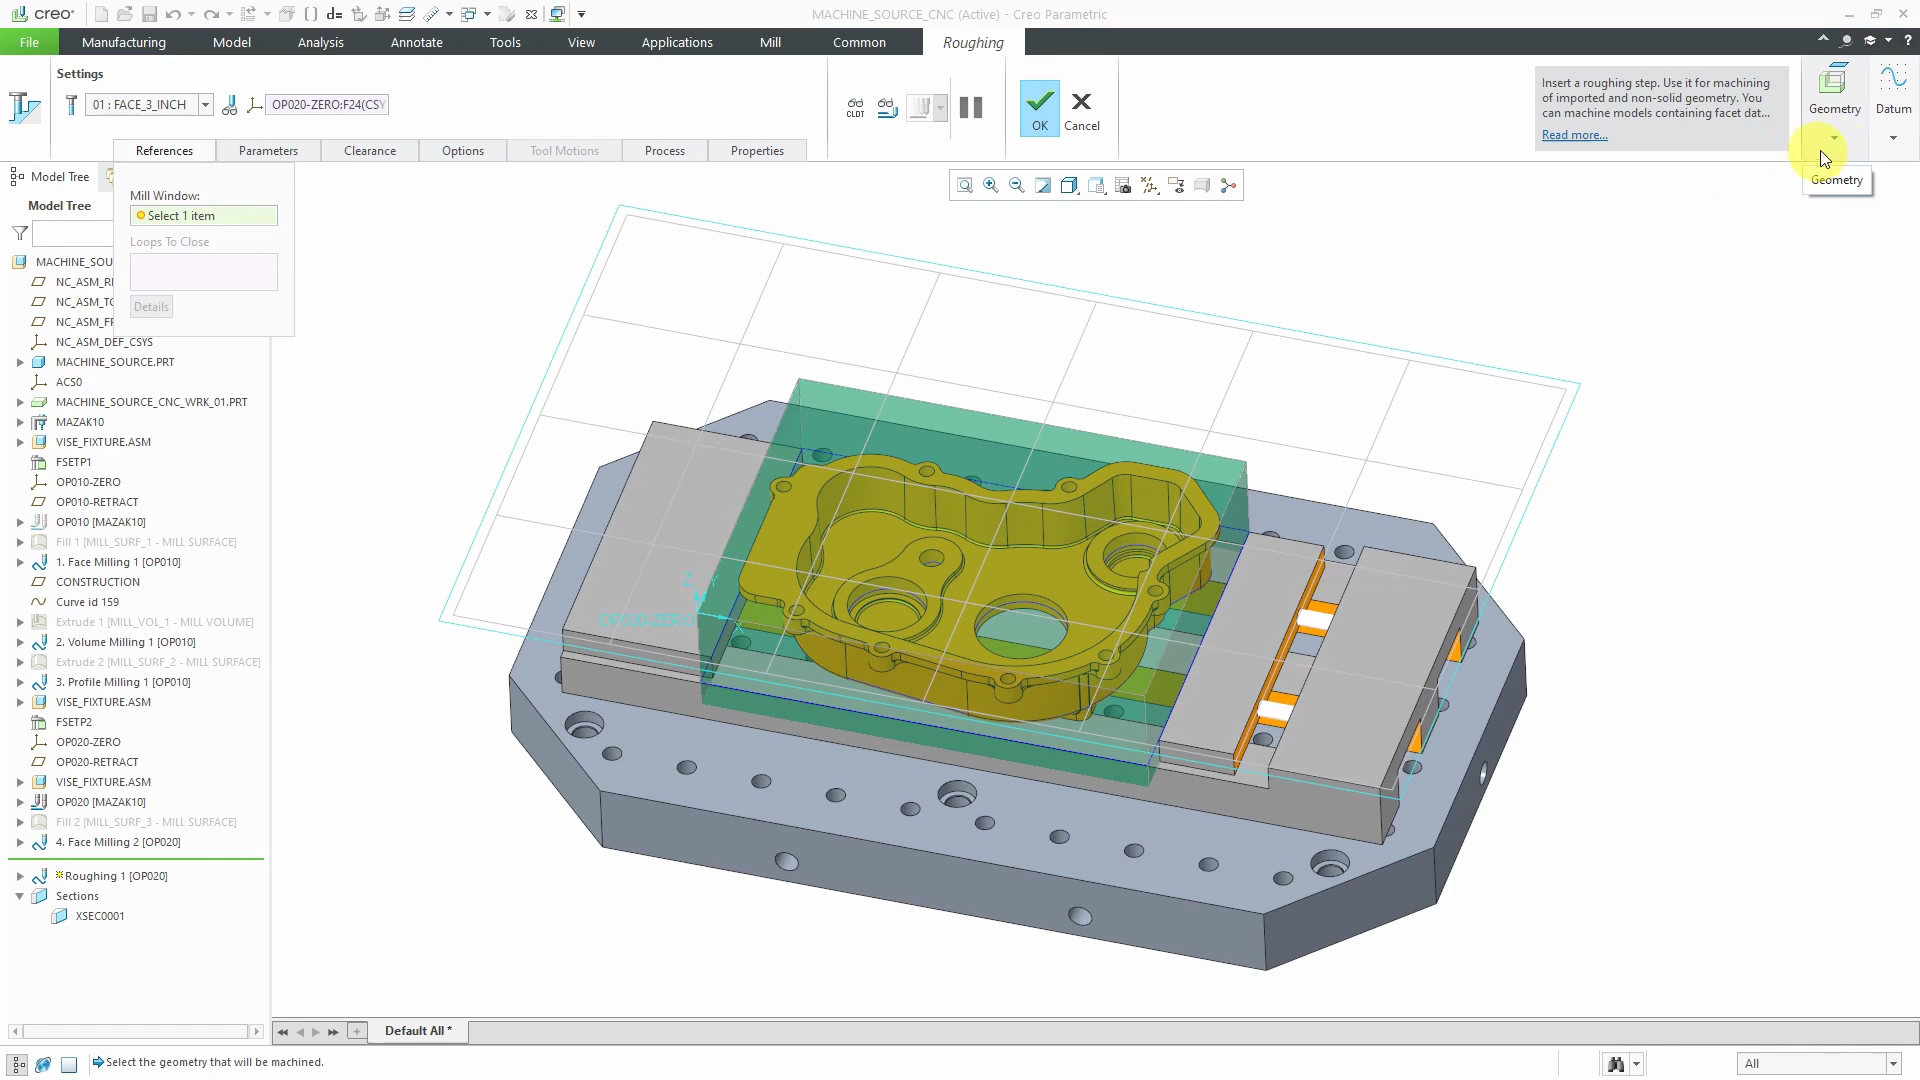 creo
d=
MACHINE_SOURCE_CNC (Active) - Creo Parametric
File
Manufacturing
Model
Analysis
Annotate
Tools
View
Applications
Mill
Common
Roughing
?
Settings
01 : FACE_3_INCH
OP020-ZERO:F24(CSY
CLDT
OK
Cancel
Insert a roughing step. Use it for machining
of imported and non-solid geometry. You
can machine models containing facet dat...
Read more...
Geometry
Datum
References
Parameters
Clearance
Options
Tool Motions
Process
Properties
Geometry
Model Tree
Model Tree
Mill Window:
Select 1 item
Loops To Close
Details
MACHINE_SOU
NC_ASM_RI
NC_ASM_TO
NC_ASM_FR
NC_ASM_DEF_CSYS
MACHINE_SOURCE.PRT
ACS0
MACHINE_SOURCE_CNC_WRK_01.PRT
MAZAK10
VISE_FIXTURE.ASM
FSETP1
OP010-ZERO
OP010-RETRACT
OP010 [MAZAK10]
Fill 1 [MILL_SURF_1 - MILL SURFACE]
1. Face Milling 1 [OP010]
CONSTRUCTION
Curve id 159
Extrude 1 [MILL_VOL_1 - MILL VOLUME]
2. Volume Milling 1 [OP010]
Extrude 2 [MILL_SURF_2 - MILL SURFACE]
3. Profile Milling 1 [OP010]
VISE_FIXTURE.ASM
FSETP2
OP020-ZERO
OP020-RETRACT
VISE_FIXTURE.ASM
OP020 [MAZAK10]
Fill 2 [MILL_SURF_3 - MILL SURFACE]
4. Face Milling 2 [OP020]
Roughing 1 [OP020]
Sections
XSEC0001
Z
Y
X
OP020-ZERO
Default All *
Select the geometry that will be machined.
All